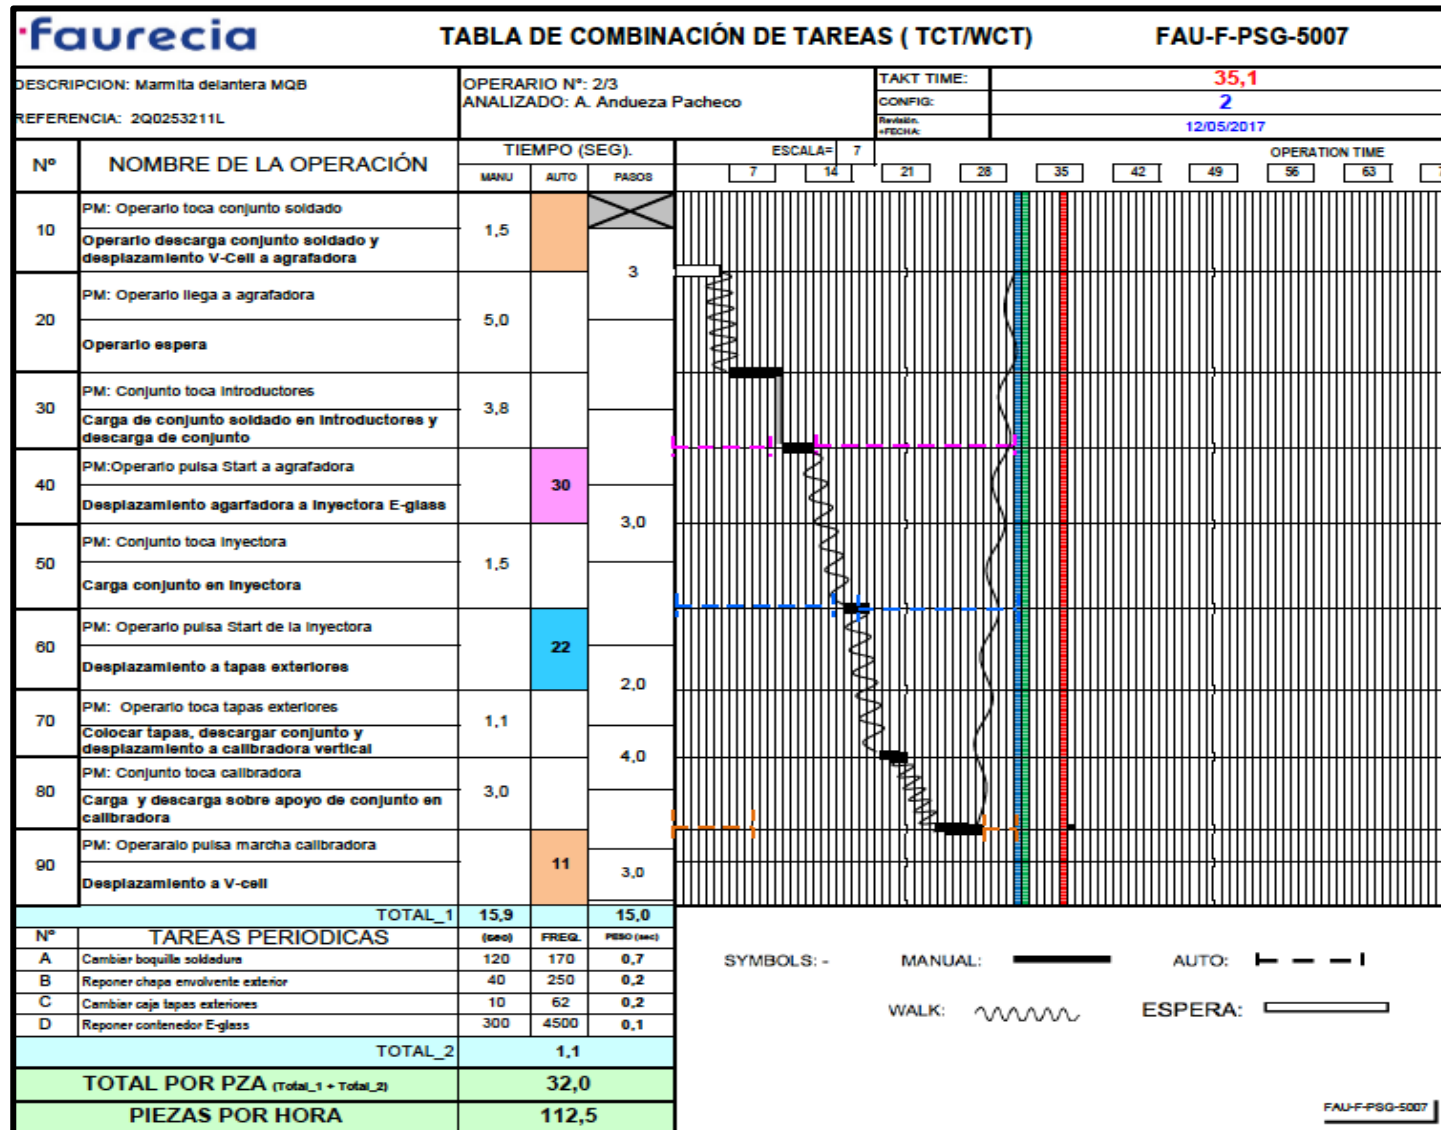 faurecia
TABLA DE COMBINACIÓN DE TAREAS ( TCT/WCT)
FAU-F-PSG-5007
DESCRIPCION: Marmita delantera MQB
REFERENCIA: 2Q0253211L
OPERARIO Nº: 2/3
ANALIZADO: A. Andueza Pacheco
TAKT TIME: 35,1
CONFIG: 2
Revisión.
+FECHA: 12/05/2017
Nº NOMBRE DE LA OPERACIÓN TIEMPO (SEG). ESCALA= 7 OPERATION TIME
MANU AUTO PASOS 7 14 21 28 35 42 49 56 63 7
10 PM: Operario toca conjunto soldado 1,5
Operario descarga conjunto soldado y
desplazamiento V-Cell a agrafadora
3
20 PM: Operario llega a agrafadora 5,0
Operario espera
30 PM: Conjunto toca introductores 3,8
Carga de conjunto soldado en introductores y
descarga de conjunto
40 PM:Operario pulsa Start a agrafadora 30
Desplazamiento agarfadora a Inyectora E-glass
3,0
50 PM: Conjunto toca Inyectora 1,5
Carga conjunto en Inyectora
60 PM: Operario pulsa Start de la Inyectora 22
Desplazamiento a tapas exteriores
2,0
70 PM: Operario toca tapas exteriores 1,1
Colocar tapas, descargar conjunto y
desplazamiento a calibradora vertical
4,0
80 PM: Conjunto toca calibradora 3,0
Carga y descarga sobre apoyo de conjunto en
calibradora
90 PM: Operaraio pulsa marcha calibradora 11
Desplazamiento a V-cell 3,0
TOTAL_1 15,9 15,0
Nº TAREAS PERIODICAS (sec) FREQ. PESO (sec)
A Cambiar boquilla soldadura 120 170 0,7
B Reponer chapa envolvente exterior 40 250 0,2
C Cambiar caja tapas exteriores 10 62 0,2
D Reponer contenedor E-glass 300 4500 0,1
TOTAL_2 1,1
TOTAL POR PZA (Total_1 + Total_2) 32,0
PIEZAS POR HORA 112,5
SYMBOLS: - MANUAL: AUTO:
WALK: ESPERA:
FAU-F-PSG-5007